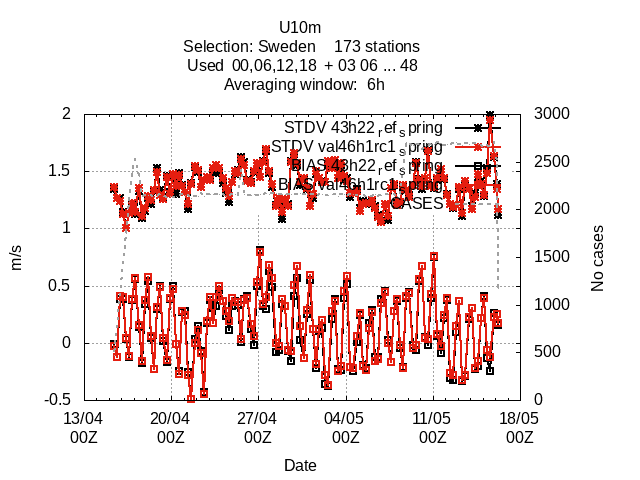 U10m
Selection: Sweden 173 stations
Used 00,06,12,18 + 03 06 ... 48
Averaging window: 6h
STDV 43h22_ref_spring
STDV val46h1rc1_spring
BIAS 43h22_ref_spring
BIAS val46h1rc1_spring
CASES
2
1.5
1
0.5
0
-0.5
m/s
3000
2500
2000
1500
1000
500
0
No cases
13/04 20/04 27/04 04/05 11/05 18/05
00Z 00Z 00Z 00Z 00Z 00Z
Date